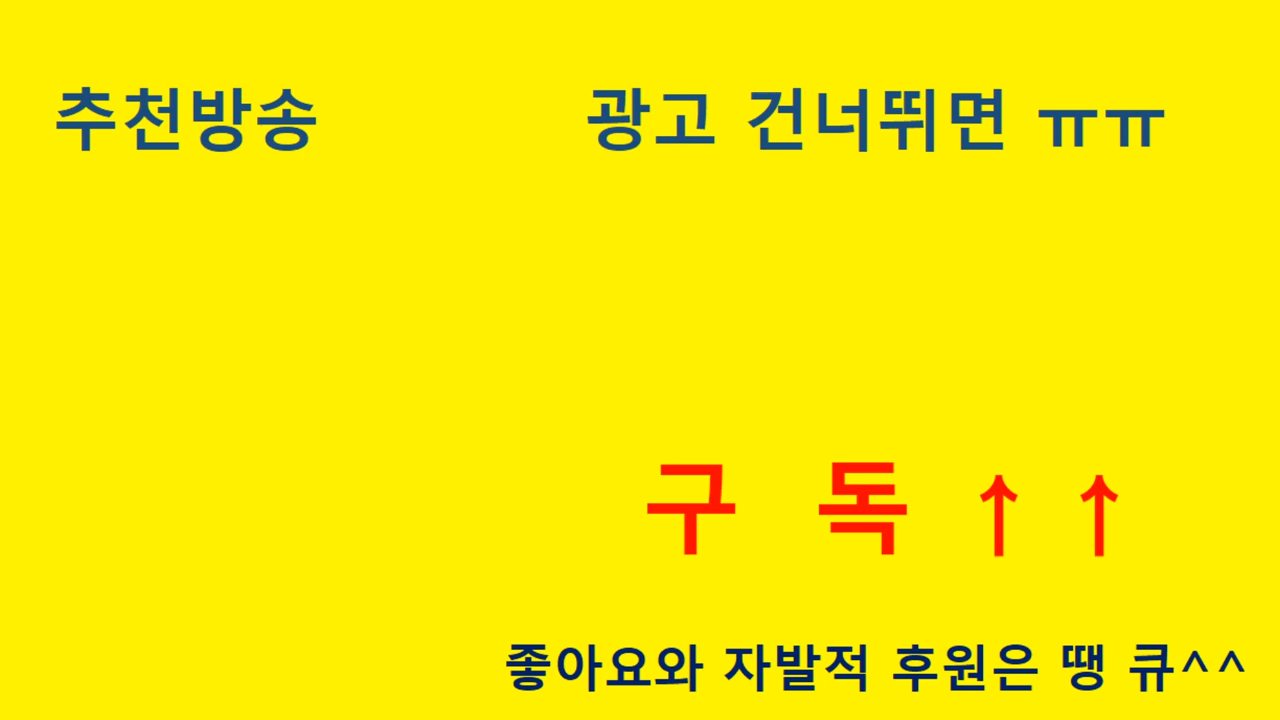 추천방송 광고 건너뛰면 ㅠㅠ
구 독 ↑ ↑
좋아요와 자발적 후원은 땡 큐^^